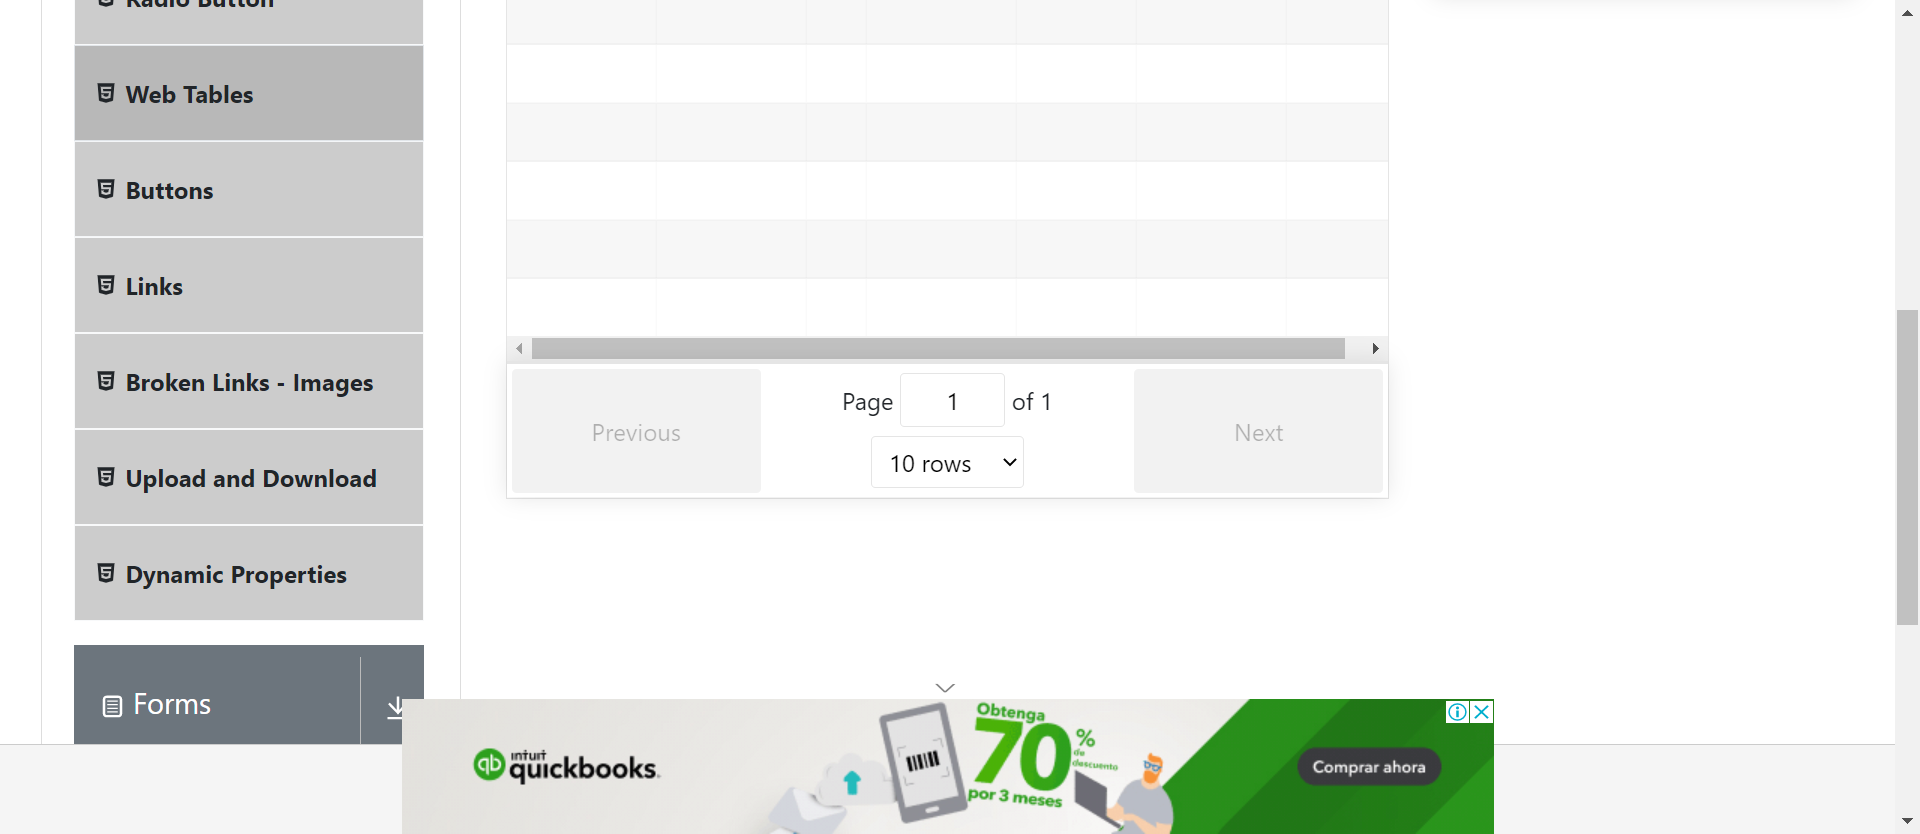 Radio Button
Web Tables
Buttons
Links
Broken Links - Images
Upload and Download
Dynamic Properties
Forms
Previous
Page 1 of 1
10 rows
Next
intuit
quickbooks.
Obtenga
70%
de
descuento
por 3 meses
Comprar ahora